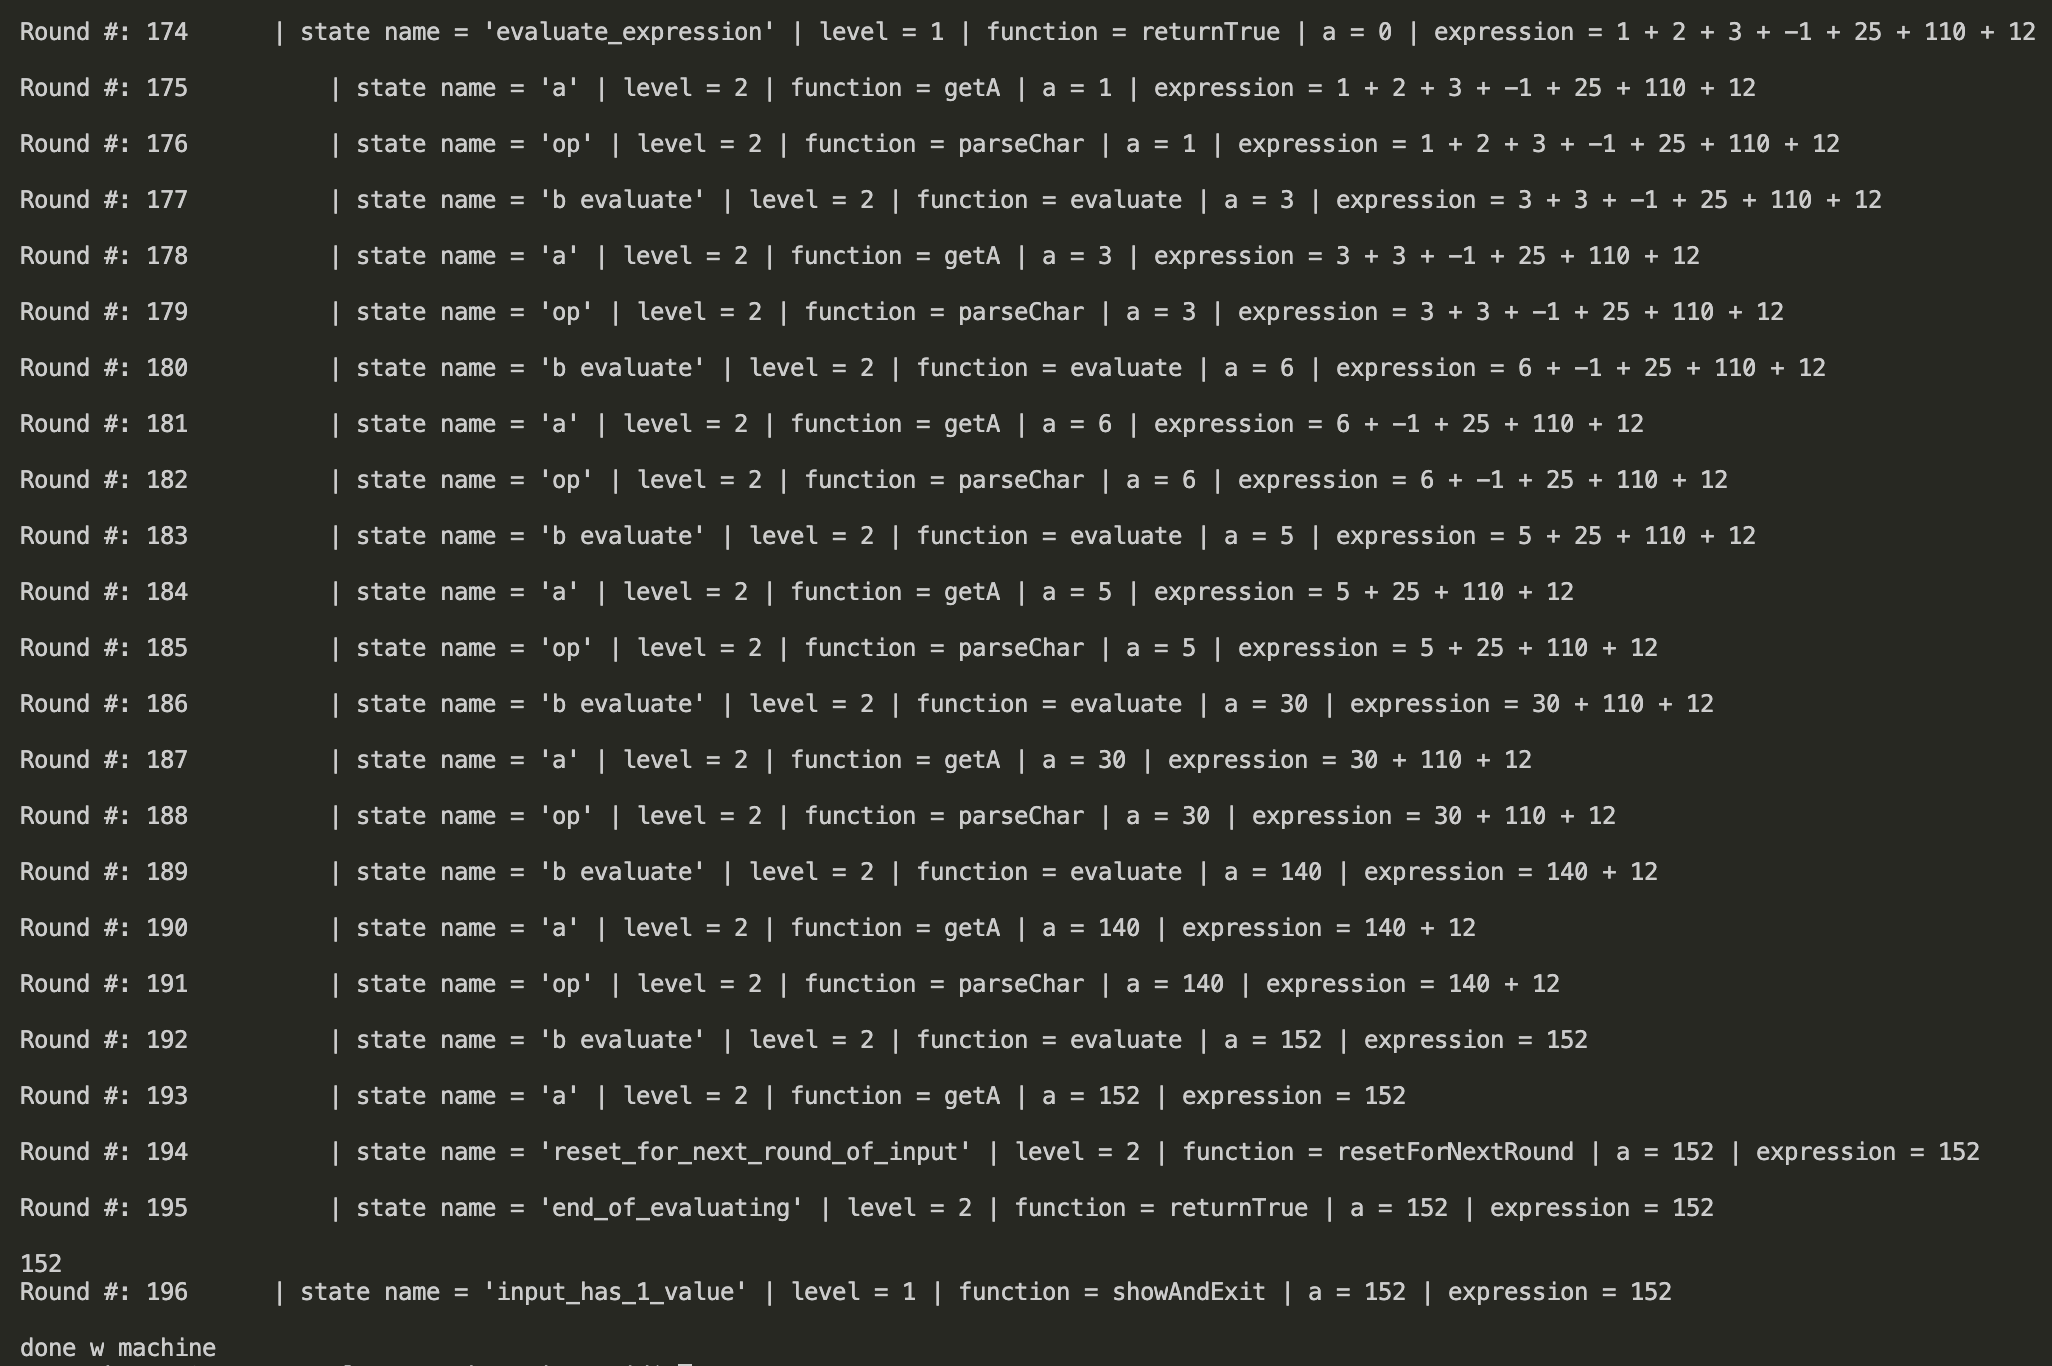 Round #: 174      | state name = 'evaluate_expression' | level = 1 | function = returnTrue | a = 0 | expression = 1 + 2 + 3 + -1 + 25 + 110 + 12
Round #: 175          | state name = 'a' | level = 2 | function = getA | a = 1 | expression = 1 + 2 + 3 + -1 + 25 + 110 + 12
Round #: 176          | state name = 'op' | level = 2 | function = parseChar | a = 1 | expression = 1 + 2 + 3 + -1 + 25 + 110 + 12
Round #: 177          | state name = 'b evaluate' | level = 2 | function = evaluate | a = 3 | expression = 3 + 3 + -1 + 25 + 110 + 12
Round #: 178          | state name = 'a' | level = 2 | function = getA | a = 3 | expression = 3 + 3 + -1 + 25 + 110 + 12
Round #: 179          | state name = 'op' | level = 2 | function = parseChar | a = 3 | expression = 3 + 3 + -1 + 25 + 110 + 12
Round #: 180          | state name = 'b evaluate' | level = 2 | function = evaluate | a = 6 | expression = 6 + -1 + 25 + 110 + 12
Round #: 181          | state name = 'a' | level = 2 | function = getA | a = 6 | expression = 6 + -1 + 25 + 110 + 12
Round #: 182          | state name = 'op' | level = 2 | function = parseChar | a = 6 | expression = 6 + -1 + 25 + 110 + 12
Round #: 183          | state name = 'b evaluate' | level = 2 | function = evaluate | a = 5 | expression = 5 + 25 + 110 + 12
Round #: 184          | state name = 'a' | level = 2 | function = getA | a = 5 | expression = 5 + 25 + 110 + 12
Round #: 185          | state name = 'op' | level = 2 | function = parseChar | a = 5 | expression = 5 + 25 + 110 + 12
Round #: 186          | state name = 'b evaluate' | level = 2 | function = evaluate | a = 30 | expression = 30 + 110 + 12
Round #: 187          | state name = 'a' | level = 2 | function = getA | a = 30 | expression = 30 + 110 + 12
Round #: 188          | state name = 'op' | level = 2 | function = parseChar | a = 30 | expression = 30 + 110 + 12
Round #: 189          | state name = 'b evaluate' | level = 2 | function = evaluate | a = 140 | expression = 140 + 12
Round #: 190          | state name = 'a' | level = 2 | function = getA | a = 140 | expression = 140 + 12
Round #: 191          | state name = 'op' | level = 2 | function = parseChar | a = 140 | expression = 140 + 12
Round #: 192          | state name = 'b evaluate' | level = 2 | function = evaluate | a = 152 | expression = 152
Round #: 193          | state name = 'a' | level = 2 | function = getA | a = 152 | expression = 152
Round #: 194          | state name = 'reset_for_next_round_of_input' | level = 2 | function = resetForNextRound | a = 152 | expression = 152
Round #: 195          | state name = 'end_of_evaluating' | level = 2 | function = returnTrue | a = 152 | expression = 152
152
Round #: 196      | state name = 'input_has_1_value' | level = 1 | function = showAndExit | a = 152 | expression = 152
done w machine